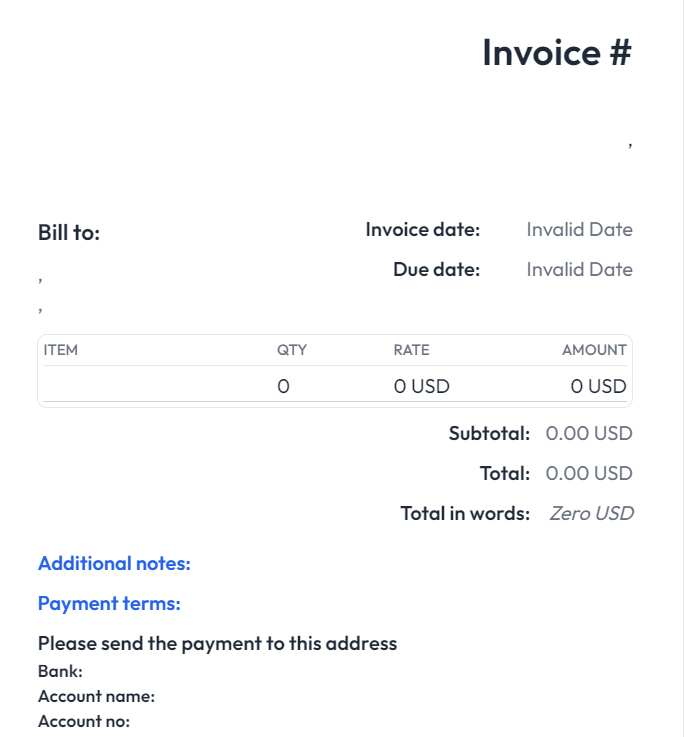 Invoice #
,
Bill to:
Invoice date: Invalid Date
Due date: Invalid Date
,
,
ITEM QTY RATE AMOUNT
0 0 USD 0 USD
Subtotal: 0.00 USD
Total: 0.00 USD
Total in words: Zero USD
Additional notes:
Payment terms:
Please send the payment to this address
Bank:
Account name:
Account no: